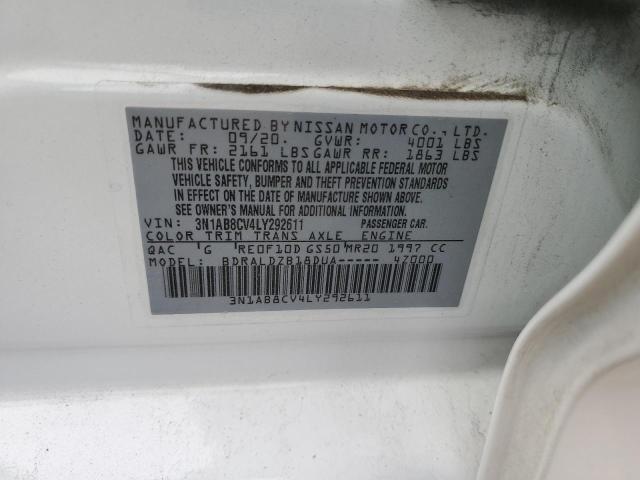 MANUFACTURED BY NISSAN MOTOR CO., LTD.
DATE: 09/20. GVWR: 4001 LBS
GAWR FR: 2161 LBS GAWR RR: 1863 LBS
THIS VEHICLE CONFORMS TO ALL APPLICABLE FEDERAL MOTOR
VEHICLE SAFETY, BUMPER AND THEFT PREVENTION STANDARDS
IN EFFECT ON THE DATE OF MANUFACTURE SHOWN ABOVE.
SEE OWNER'S MANUAL FOR ADDITIONAL INFORMATION.
VIN: 3N1AB8CV4LY292611 PASSENGER CAR.
COLOR TRIM TRANS AXLE ENGINE
QAC G RE0F10D GS50 MR20 1997 CC
MODEL: BDRALDZB18DUA----- 47000
3N1AB8CV4LY292611